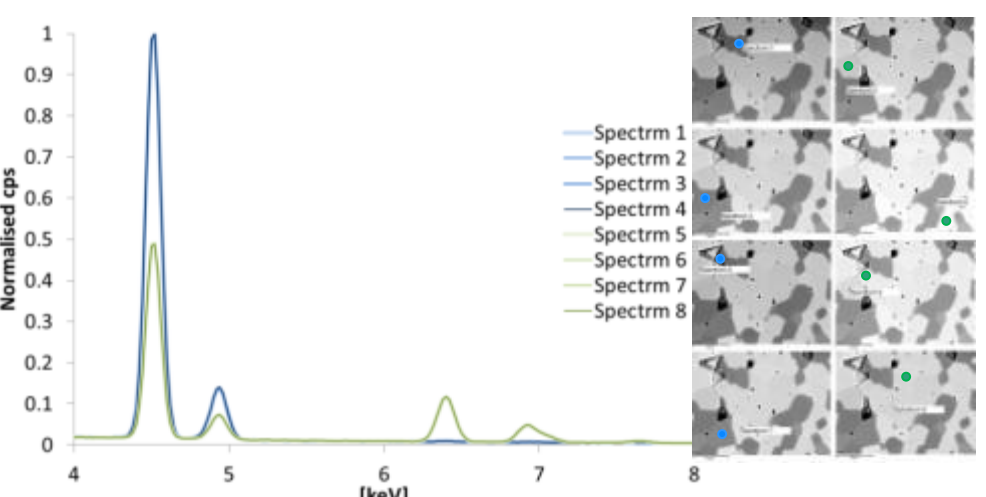 1
0.9
0.8
0.7
0.6
0.5
0.4
0.3
0.2
0.1
0
Normalised cps
4 5 6 7 8
[keV]
Spectrm 1
Spectrm 2
Spectrm 3
Spectrm 4
Spectrm 5
Spectrm 6
Spectrm 7
Spectrm 8